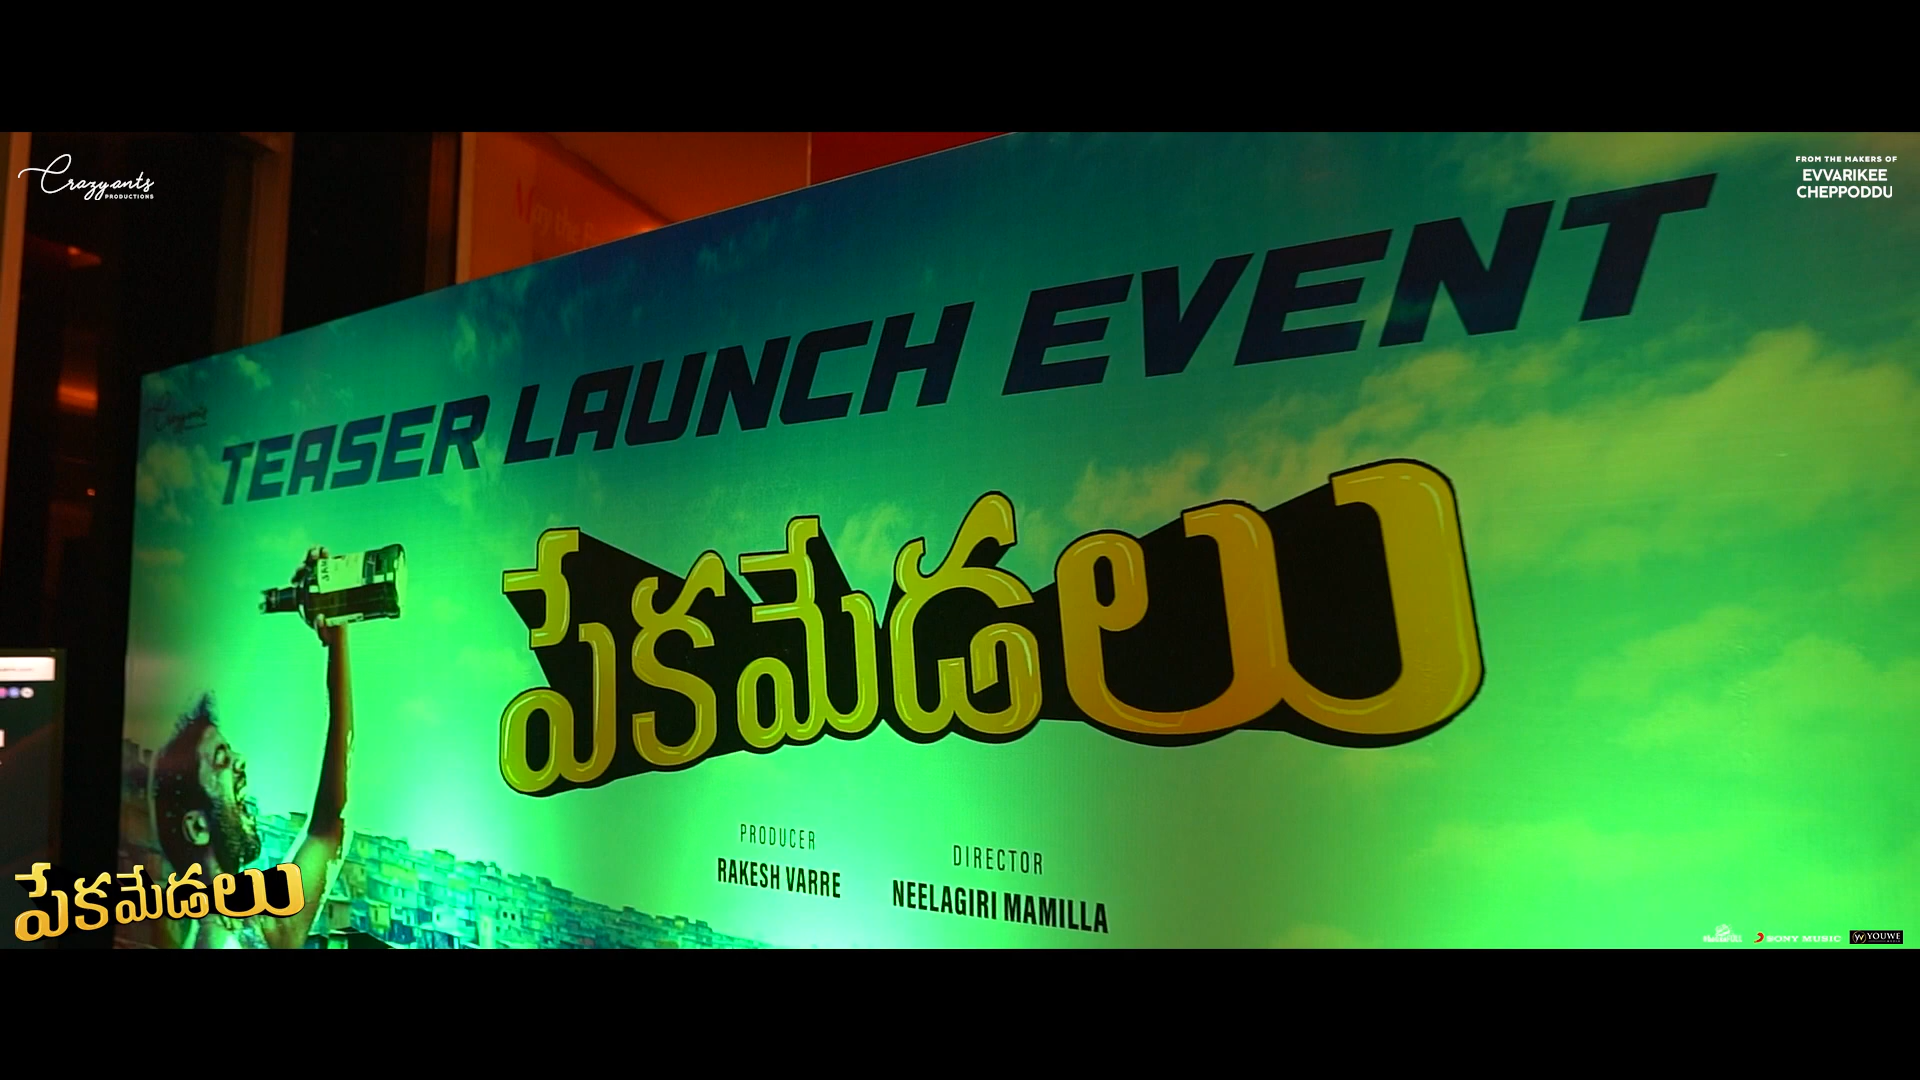 Crazyants
PRODUCTIONS
FROM THE MAKERS OF
EVVARIKEE
CHEPPODDU
TEASER LAUNCH EVENT
పేకమేడలు
PRODUCER
RAKESH VARRE
DIRECTOR
NEELAGIRI MAMILLA
పేకమేడలు
SONY MUSIC
YOUWE